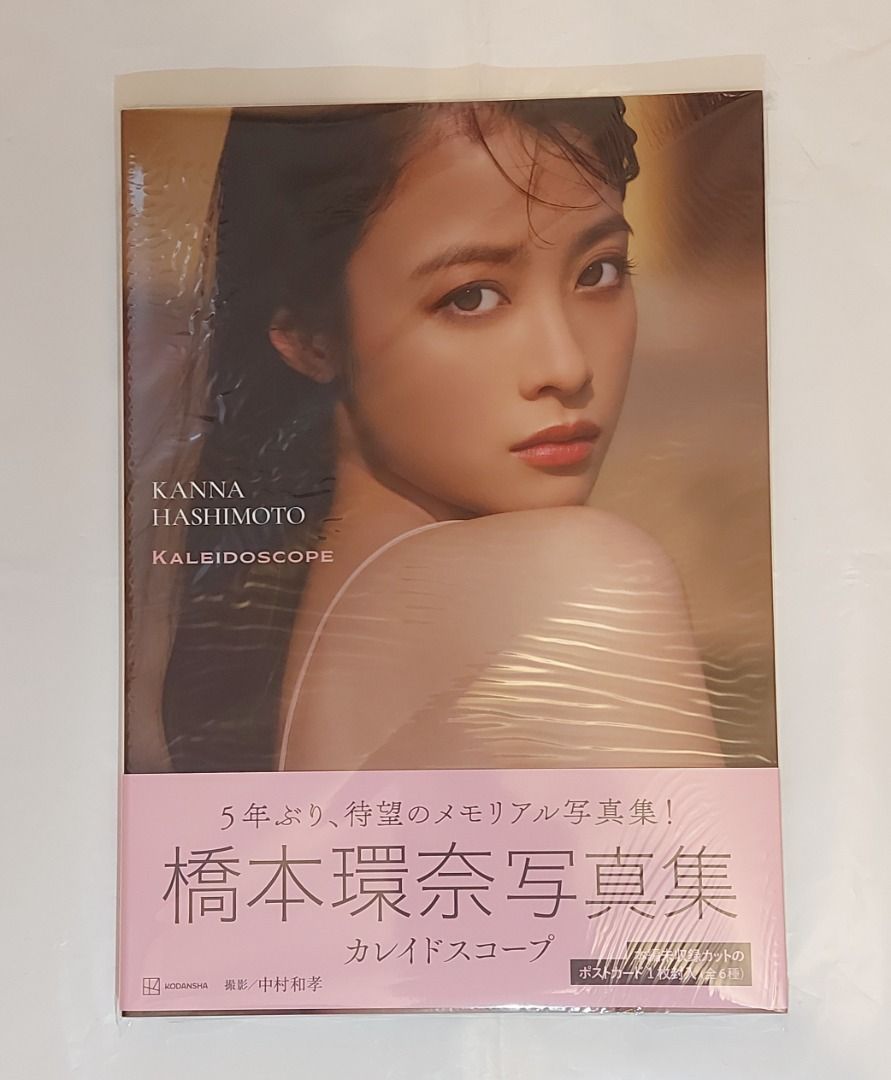 KANNA
HASHIMOTO
KALEIDOSCOPE
5年ぶり、待望のメモリアル写真集！
橋本環奈写真集
カレイドスコープ
本編未収録カットの
ポストカード1枚封入(全6種)
KODANSHA
撮影／中村和孝